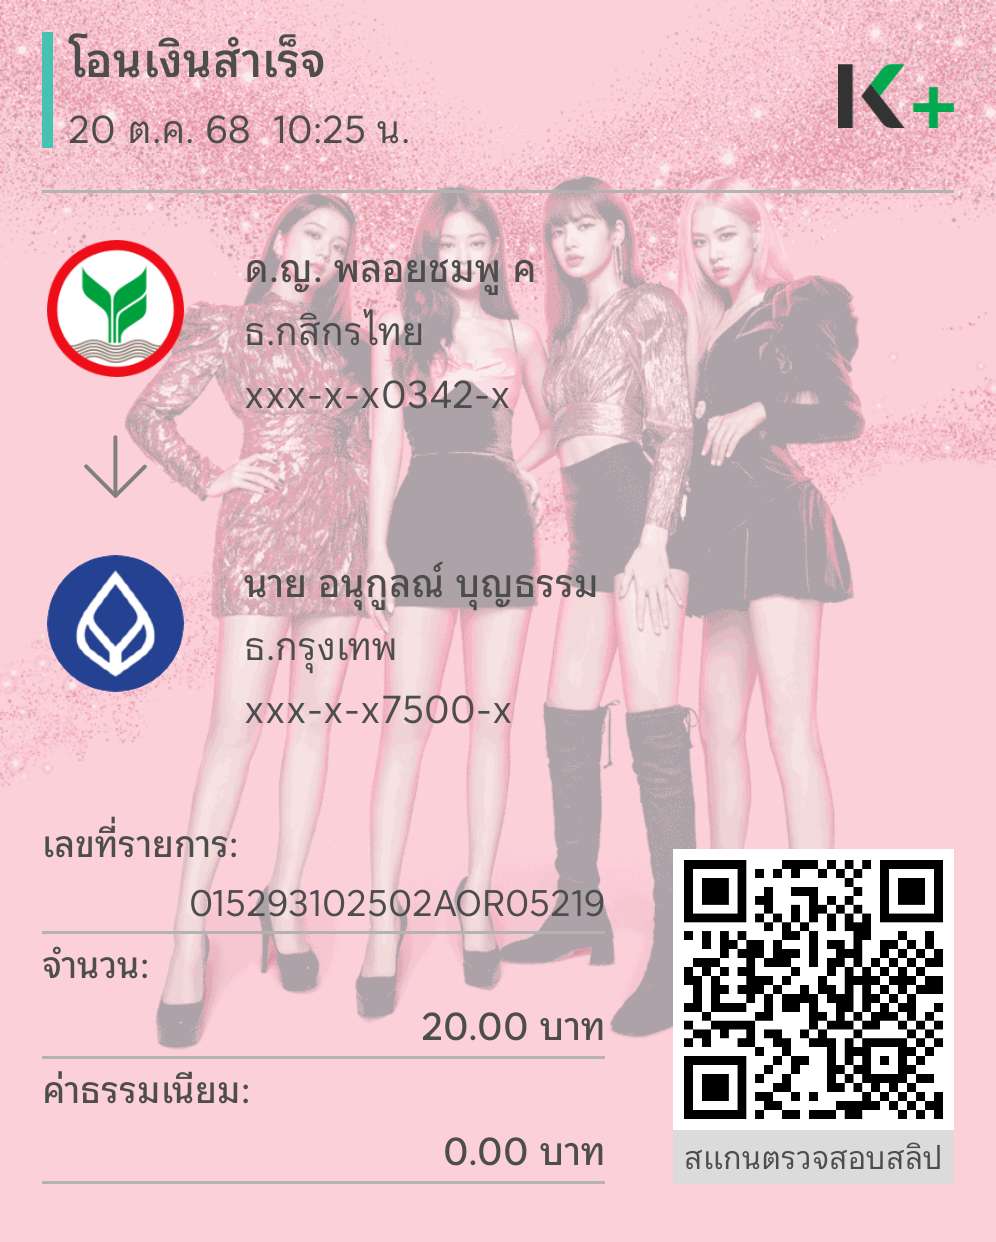 โอนเงินสำเร็จ
20 ต.ค. 68 10:25 น.
K+
ด.ญ. พลอยชมพู ค
ธ.กสิกรไทย
xxx-x-x0342-x
นาย อนุกูลณ์ บุญธรรม
ธ.กรุงเทพ
xxx-x-x7500-x
เลขที่รายการ:
015293102502AOR05219
จำนวน:
20.00 บาท
ค่าธรรมเนียม:
0.00 บาท
สแกนตรวจสอบสลิป